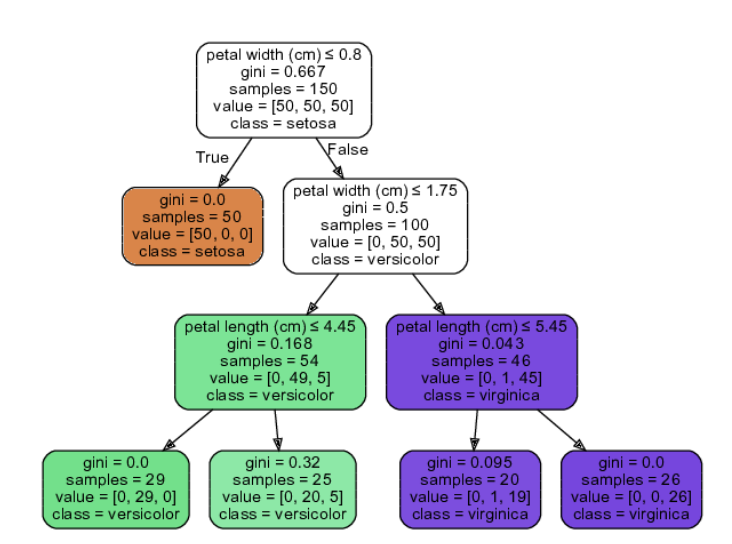 petal width (cm) ≤ 0.8
gini = 0.667
samples = 150
value = [50, 50, 50]
class = setosa
True
False
gini = 0.0
samples = 50
value = [50, 0, 0]
class = setosa
petal width (cm) ≤ 1.75
gini = 0.5
samples = 100
value = [0, 50, 50]
class = versicolor
petal length (cm) ≤ 4.45
gini = 0.168
samples = 54
value = [0, 49, 5]
class = versicolor
petal length (cm) ≤ 5.45
gini = 0.043
samples = 46
value = [0, 1, 45]
class = virginica
gini = 0.0
samples = 29
value = [0, 29, 0]
class = versicolor
gini = 0.32
samples = 25
value = [0, 20, 5]
class = versicolor
gini = 0.095
samples = 20
value = [0, 1, 19]
class = virginica
gini = 0.0
samples = 26
value = [0, 0, 26]
class = virginica